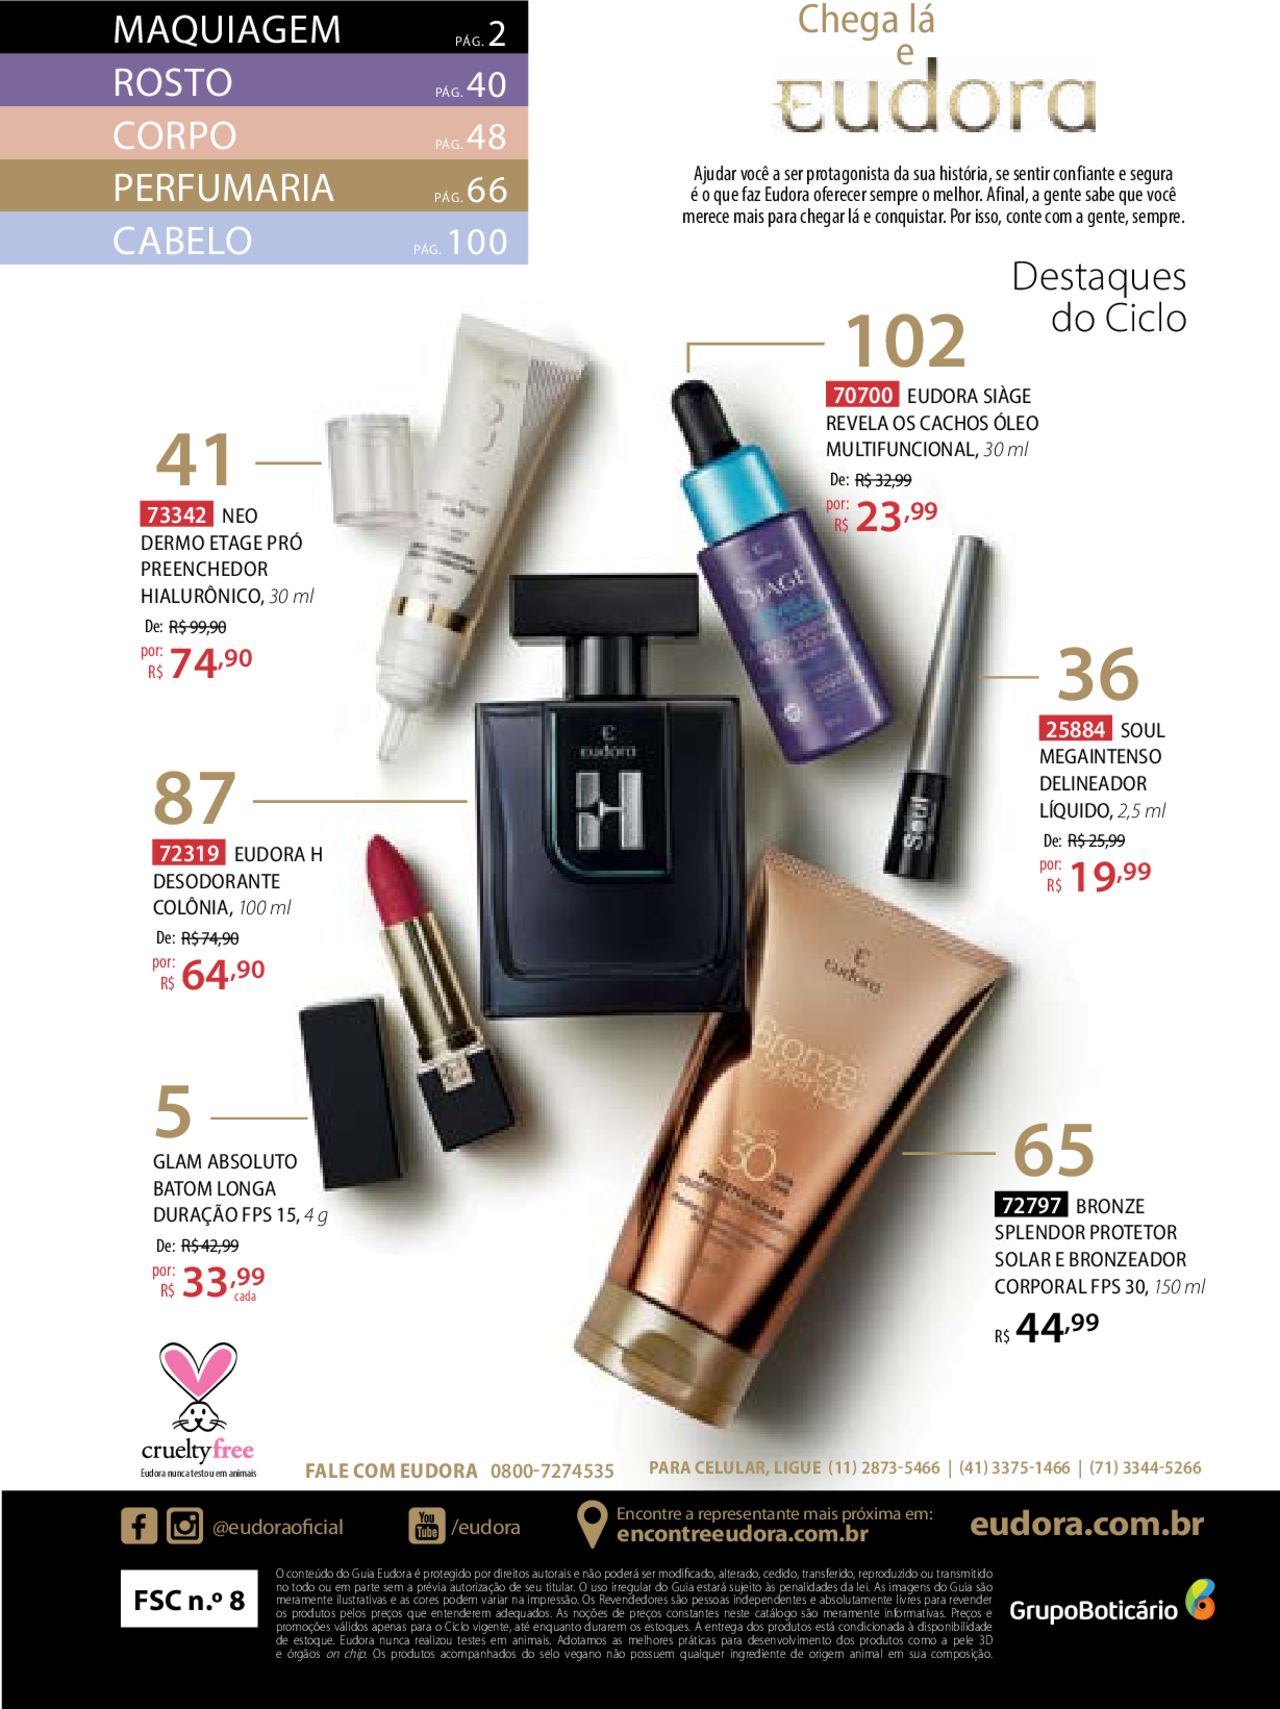 MAQUIAGEM PÁG. 2
ROSTO PÁG. 40
CORPO PÁG. 48
PERFUMARIA PÁG. 66
CABELO PÁG. 100
Chega lá
e
eudora
Ajudar você a ser protagonista da sua história, se sentir confiante e segura
é o que faz Eudora oferecer sempre o melhor. Afinal, a gente sabe que você
merece mais para chegar lá e conquistar. Por isso, conte com a gente, sempre.
Destaques
do Ciclo
102
70700 EUDORA SIÀGE
REVELA OS CACHOS ÓLEO
MULTIFUNCIONAL, 30 ml
De: R$ 32,99
por:
R$ 23,99
41
73342 NEO
DERMO ETAGE PRÓ
PREENCHEDOR
HIALURÔNICO, 30 ml
De: R$ 99,90
por:
R$ 74,90
SIAGE
36
25884 SOUL
MEGAINTENSO
DELINEADOR
LÍQUIDO, 2,5 ml
De: R$ 25,99
por:
R$ 19,99
Soul
eudora
H
87
72319 EUDORA H
DESODORANTE
COLÔNIA, 100 ml
De: R$ 74,90
por:
R$ 64,90
eudora
Bronze
Splendor
30
PROTETOR SOLAR
5
GLAM ABSOLUTO
BATOM LONGA
DURAÇÃO FPS 15, 4 g
De: R$ 42,99
por:
R$ 33,99
cada
65
72797 BRONZE
SPLENDOR PROTETOR
SOLAR E BRONZEADOR
CORPORAL FPS 30, 150 ml
R$ 44,99
crueltyfree
Eudora nunca testou em animais
FALE COM EUDORA 0800-7274535
PARA CELULAR, LIGUE (11) 2873-5466 | (41) 3375-1466 | (71) 3344-5266
f @eudoraoficial
You Tube /eudora
Encontre a representante mais próxima em:
encontreeudora.com.br
eudora.com.br
FSC n.º 8
O conteúdo do Guia Eudora é protegido por direitos autorais e não poderá ser modificado, alterado, cedido, transferido, reproduzido ou transmitido
no todo ou em parte sem a prévia autorização de seu titular. O uso irregular do Guia estará sujeito às penalidades da lei. As imagens do Guia são
meramente ilustrativas e as cores podem variar na impressão. Os Revendedores são pessoas independentes e absolutamente livres para revender
os produtos pelos preços que entenderem adequados. As noções de preços constantes neste catálogo são meramente informativas. Preços e
promoções válidos apenas para o Ciclo vigente, até enquanto durarem os estoques. A entrega dos produtos está condicionada à disponibilidade
de estoque. Eudora nunca realizou testes em animais. Adotamos as melhores práticas para desenvolvimento dos produtos como a pele 3D
e órgãos on chip. Os produtos acompanhados do selo vegano não possuem qualquer ingrediente de origem animal em sua composição.
GrupoBoticário